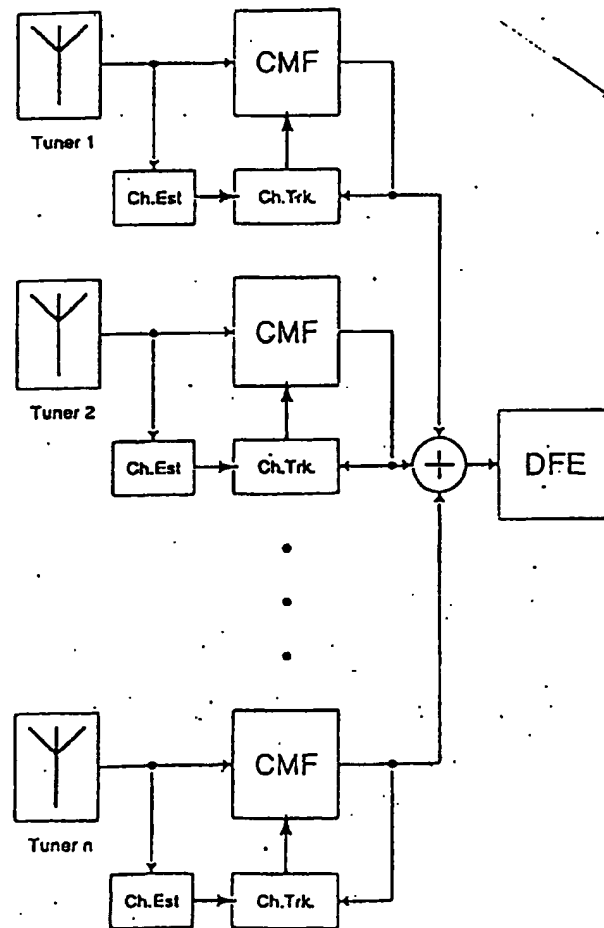 CMF
Tuner 1
Ch.Est
Ch.Trk.
CMF
Tuner 2
Ch.Est
Ch.Trk.
DFE
CMF
Tuner n
Ch.Est
Ch.Trk.